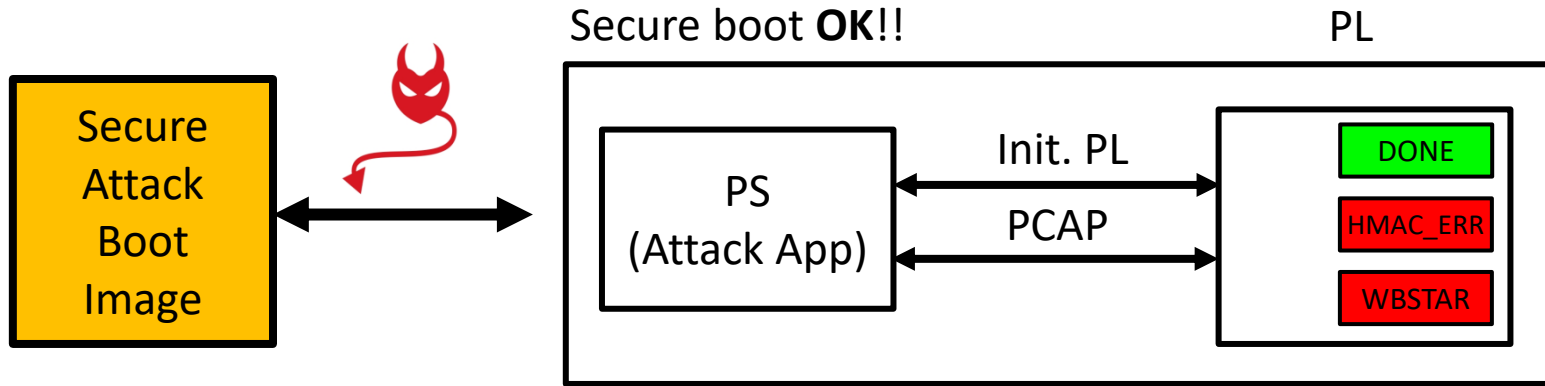 Secure boot OK!!
PL
Secure
Attack
Boot
Image
PS
(Attack App)
Init. PL
PCAP
DONE
HMAC_ERR
WBSTAR